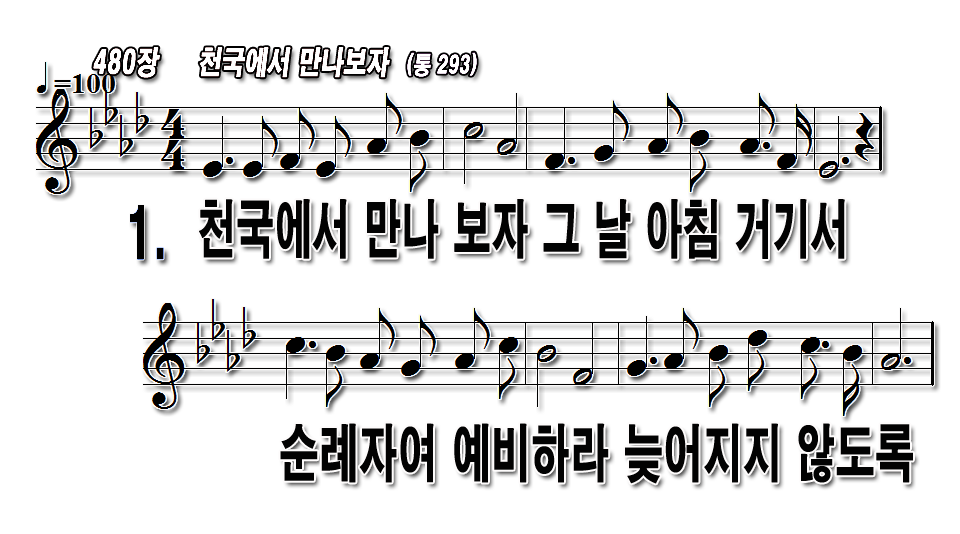 480장 천국에서 만나보자 (통 293)
♩=100
4/4
1. 천국에서 만나 보자 그 날 아침 거기서
순례자여 예비하라 늦어지지 않도록